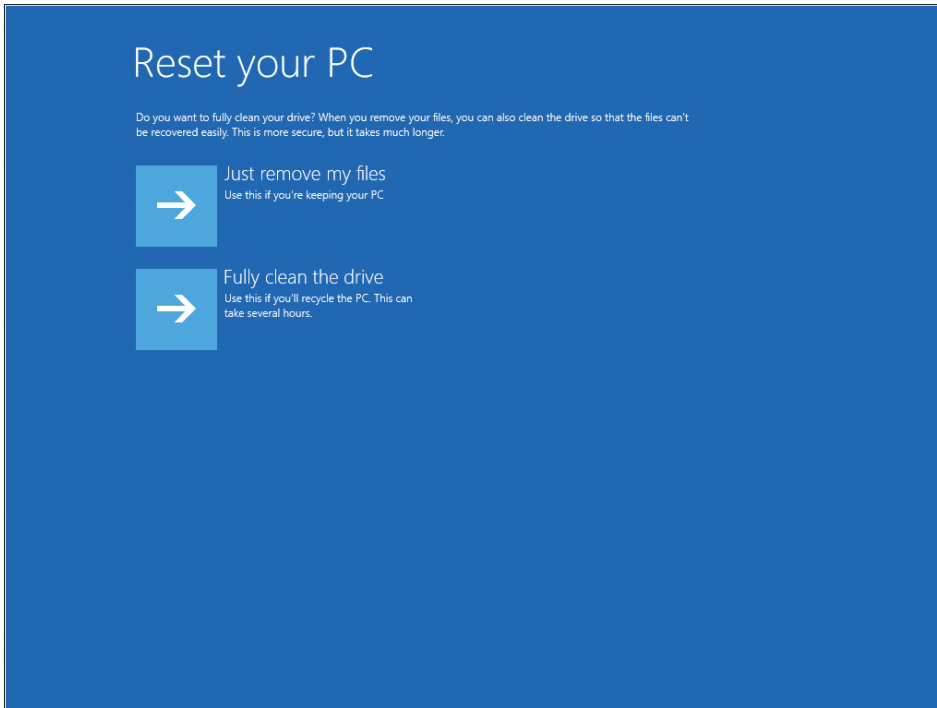 Reset your PC
Do you want to fully clean your drive? When you remove your files, you can also clean the drive so that the files can't
be recovered easily. This is more secure, but it takes much longer.
Just remove my files
Use this if you're keeping your PC
Fully clean the drive
Use this if you'll recycle the PC. This can
take several hours.